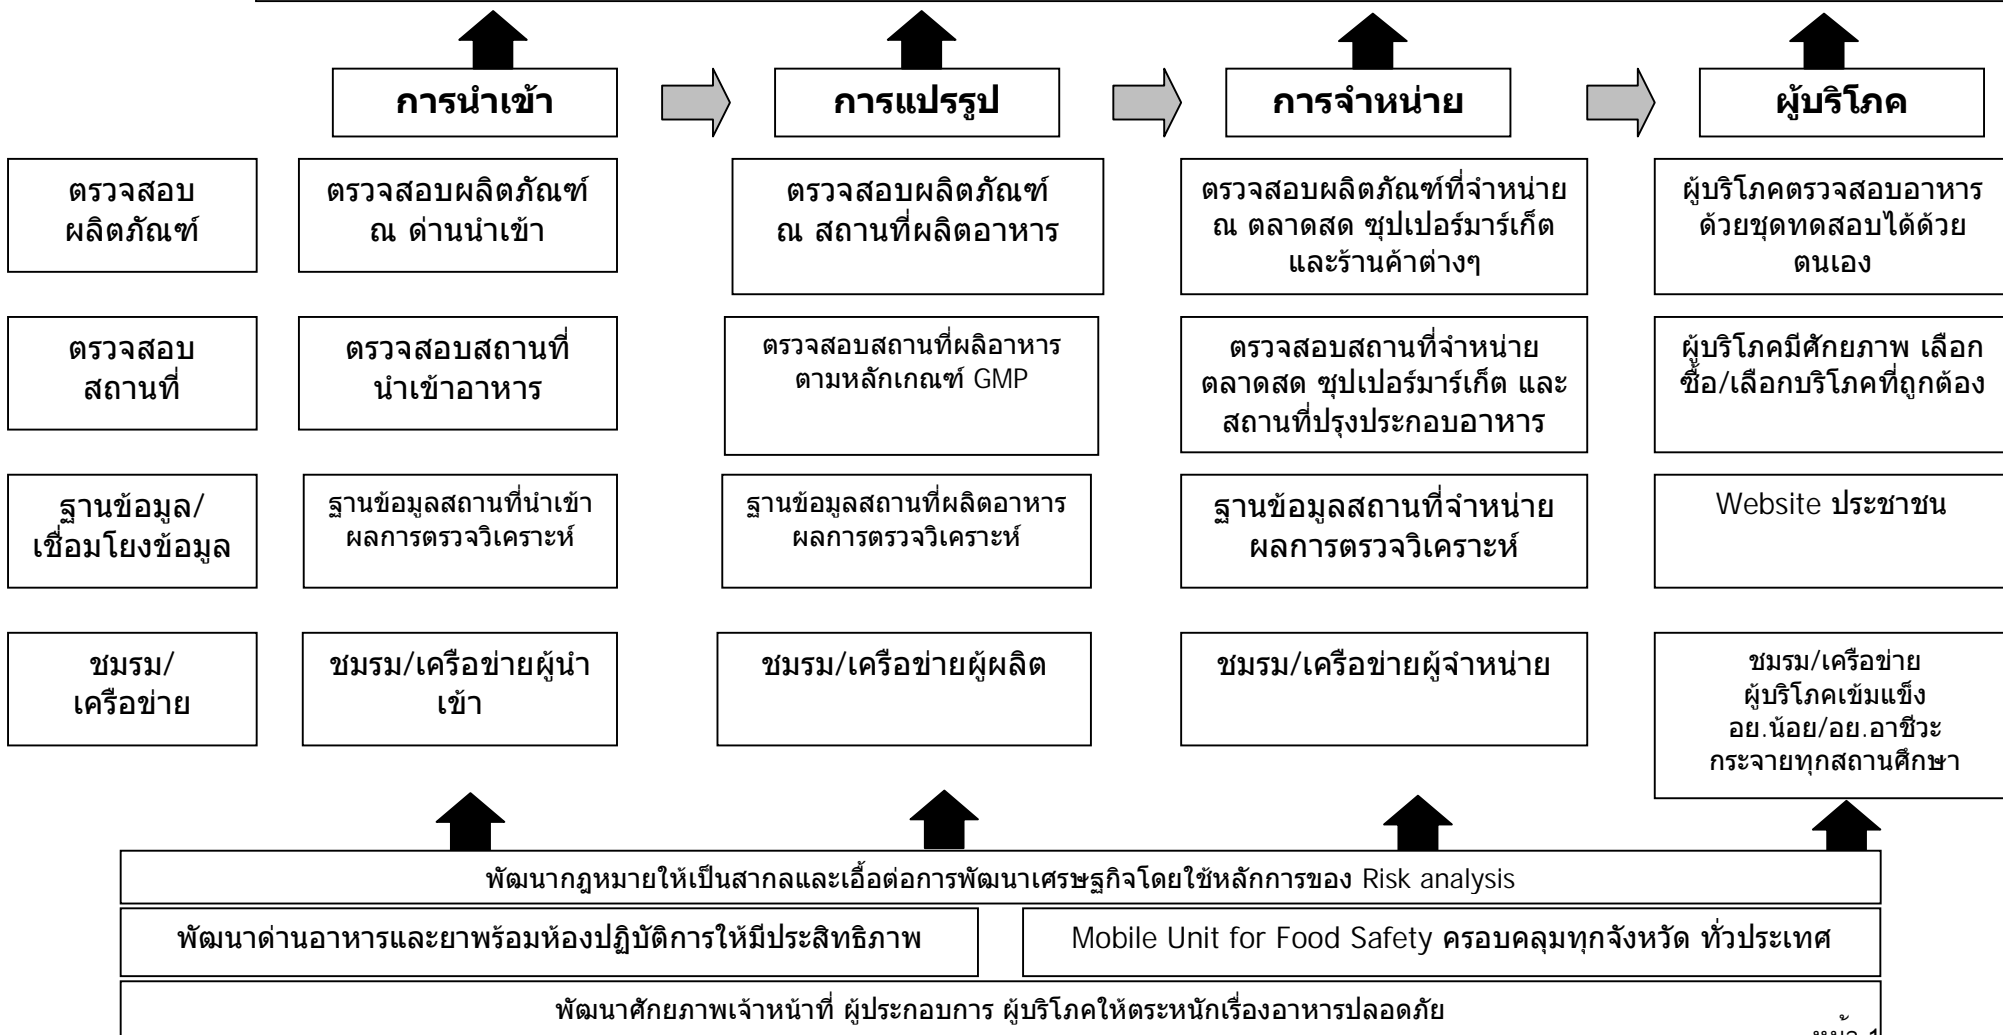 การนำเข้า
การแปรรูป
การจำหน่าย
ผู้บริโภค
ตรวจสอบ
ผลิตภัณฑ์
ตรวจสอบผลิตภัณฑ์
ณ ด่านนำเข้า
ตรวจสอบผลิตภัณฑ์
ณ สถานที่ผลิตอาหาร
ตรวจสอบผลิตภัณฑ์ที่จำหน่าย
ณ ตลาดสด ซุปเปอร์มาร์เก็ต
และร้านค้าต่างๆ
ผู้บริโภคตรวจสอบอาหาร
ด้วยชุดทดสอบได้ด้วย
ตนเอง
ตรวจสอบ
สถานที่
ตรวจสอบสถานที่
นำเข้าอาหาร
ตรวจสอบสถานที่ผลิอาหาร
ตามหลักเกณฑ์ GMP
ตรวจสอบสถานที่จำหน่าย
ตลาดสด ซุปเปอร์มาร์เก็ต และ
สถานที่ปรุงประกอบอาหาร
ผู้บริโภคมีศักยภาพ เลือก
ซื้อ/เลือกบริโภคที่ถูกต้อง
ฐานข้อมูล/
เชื่อมโยงข้อมูล
ฐานข้อมูลสถานที่นำเข้า
ผลการตรวจวิเคราะห์
ฐานข้อมูลสถานที่ผลิตอาหาร
ผลการตรวจวิเคราะห์
ฐานข้อมูลสถานที่จำหน่าย
ผลการตรวจวิเคราะห์
Website ประชาชน
ชมรม/
เครือข่าย
ชมรม/เครือข่ายผู้นำ
เข้า
ชมรม/เครือข่ายผู้ผลิต
ชมรม/เครือข่ายผู้จำหน่าย
ชมรม/เครือข่าย
ผู้บริโภคเข้มแข็ง
อย.น้อย/อย.อาชีวะ
กระจายทุกสถานศึกษา
พัฒนากฎหมายให้เป็นสากลและเอื้อต่อการพัฒนาเศรษฐกิจโดยใช้หลักการของ Risk analysis
พัฒนาด่านอาหารและยาพร้อมห้องปฏิบัติการให้มีประสิทธิภาพ
Mobile Unit for Food Safety ครอบคลุมทุกจังหวัด ทั่วประเทศ
พัฒนาศักยภาพเจ้าหน้าที่ ผู้ประกอบการ ผู้บริโภคให้ตระหนักเรื่องอาหารปลอดภัย